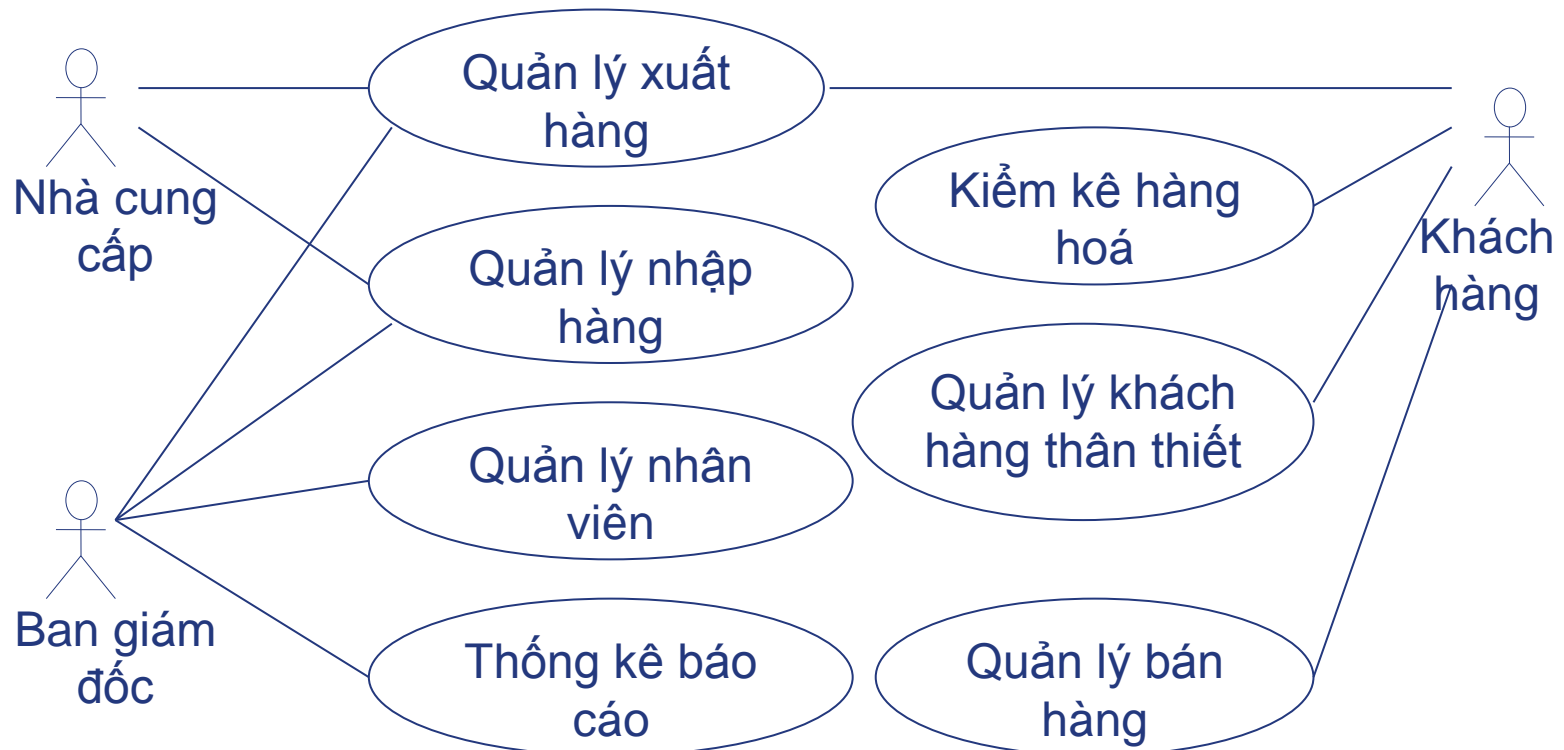 Quản lý xuất
hàng
Nhà cung
cấp
Kiểm kê hàng
hoá
Khách
hàng
Quản lý nhập
hàng
Quản lý khách
hàng thân thiết
Quản lý nhân
viên
Ban giám
đốc
Thống kê báo
cáo
Quản lý bán
hàng